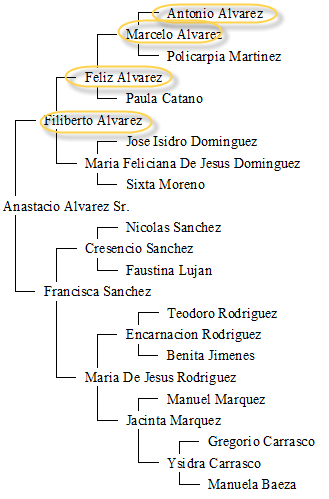 Antonio Alvarez
Marcelo Alvarez
Policarpia Martinez
Feliz Alvarez
Paula Catano
Filiberto Alvarez
Jose Isidro Dominguez
Maria Feliciana De Jesus Dominguez
Sixta Moreno
Anastacio Alvarez Sr.
Nicolas Sanchez
Cresencio Sanchez
Faustina Lujan
Francisca Sanchez
Teodoro Rodriguez
Encarnacion Rodriguez
Benita Jimenes
Maria De Jesus Rodriguez
Manuel Marquez
Jacinta Marquez
Gregorio Carrasco
Ysidra Carrasco
Manuela Baeza